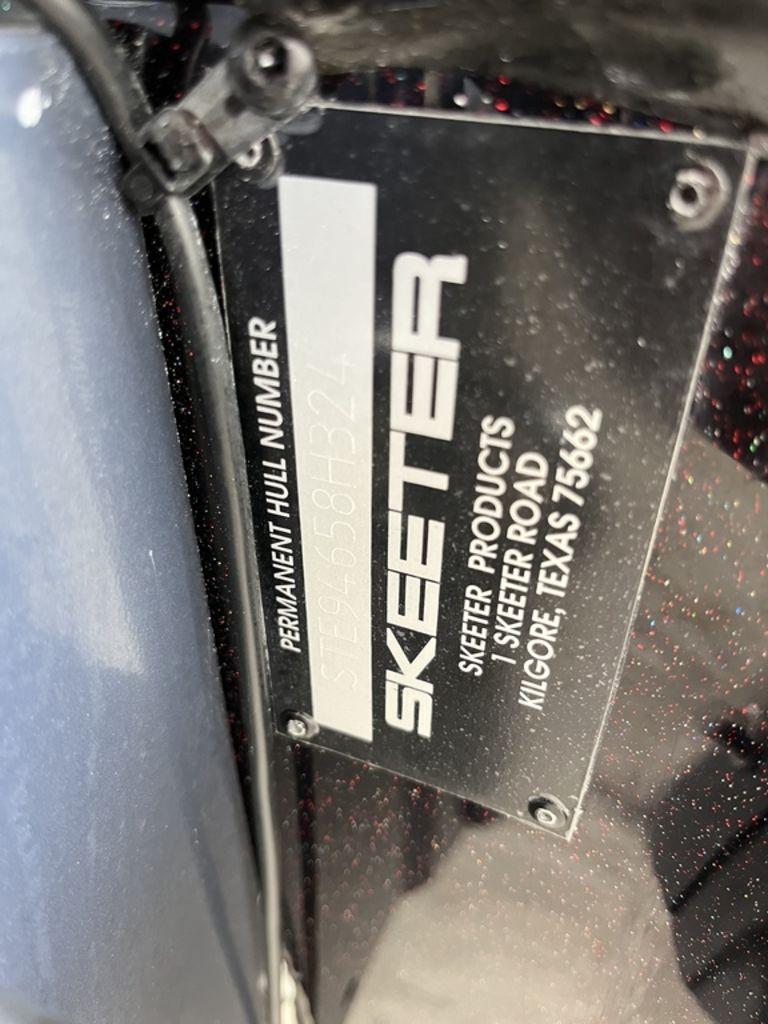 PERMANENT HULL NUMBER
STE94658H324
SKEETER
SKEETER PRODUCTS
1 SKEETER ROAD
KILGORE, TEXAS 75662